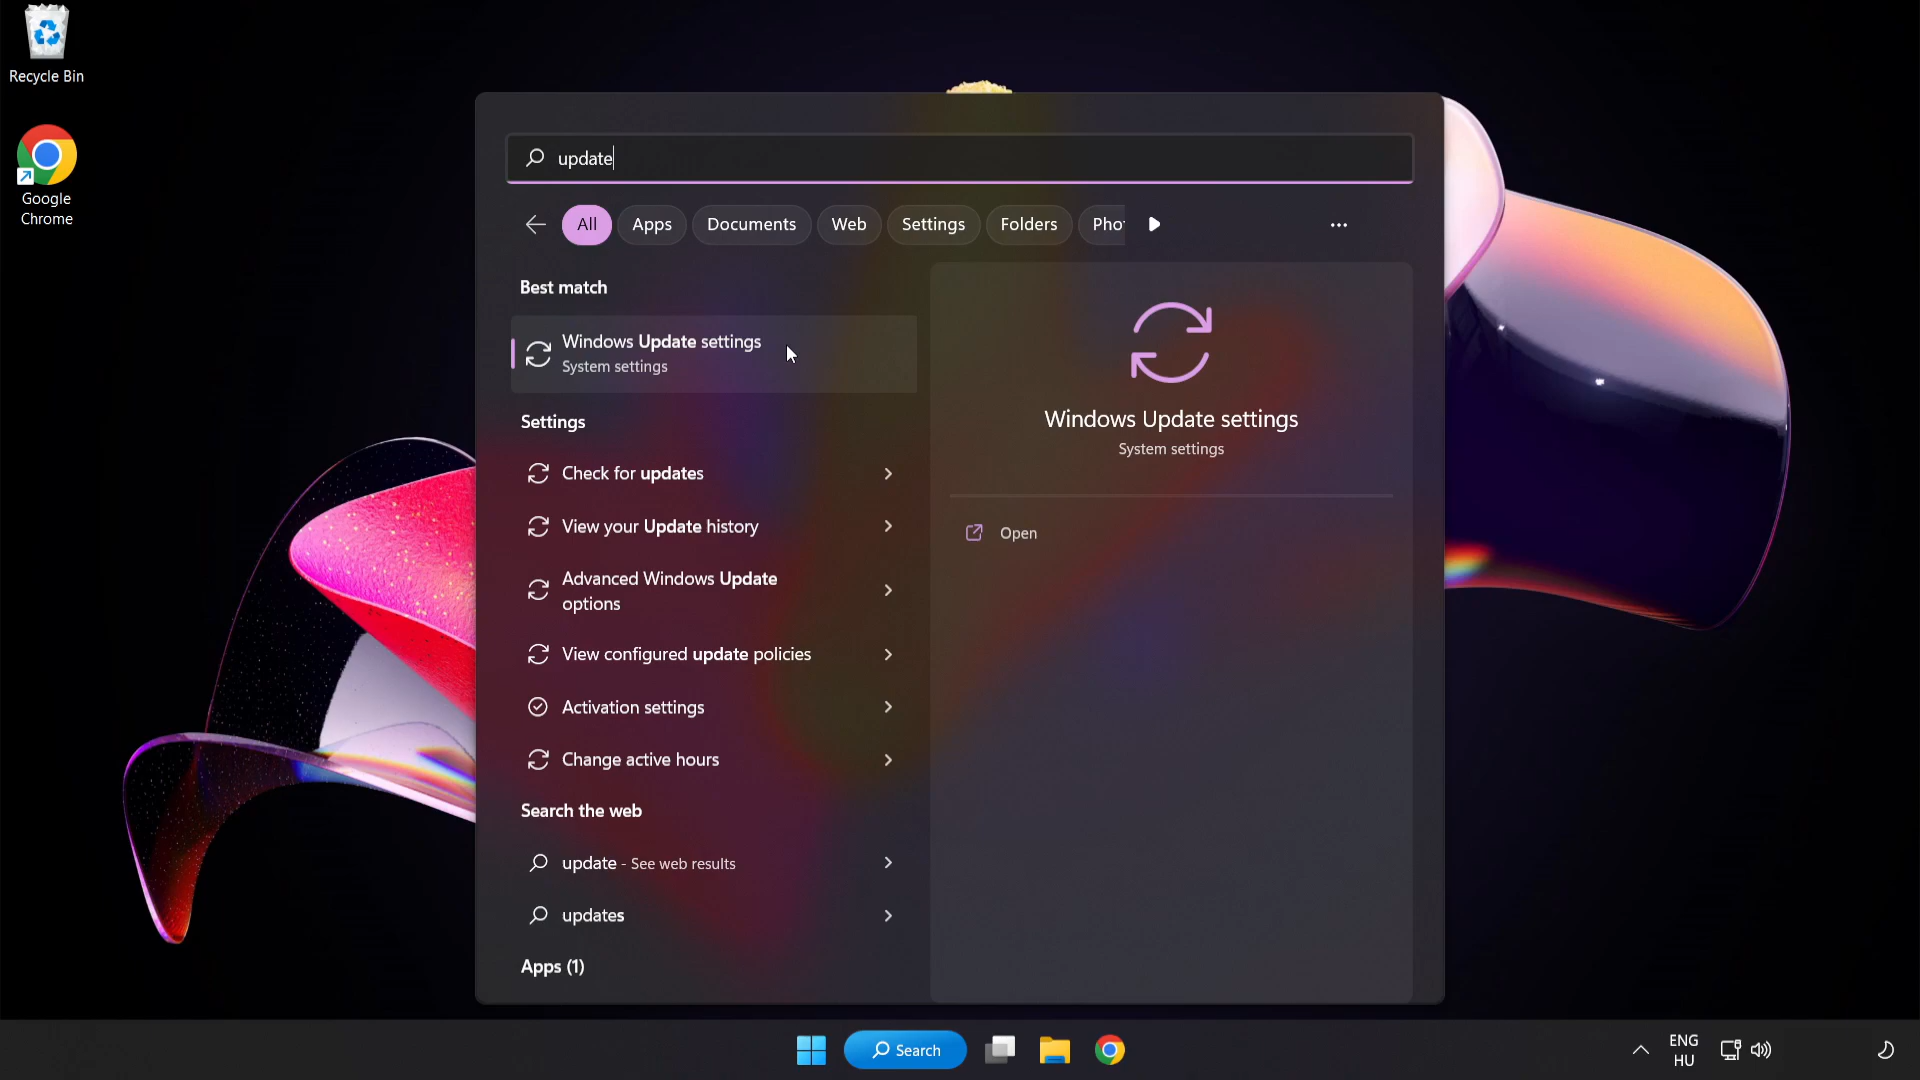 Recycle Bin
Google
Chrome
update
All
Apps
Documents
Web
Settings
Folders
Best match
Windows Update settings
System settings
Settings
Check for updates
View your Update history
Advanced Windows Update
options
View configured update policies
Activation settings
Change active hours
Search the web
update - See web results
updates
Apps (1)
Windows Update settings
System settings
Open
Search
ENG
HU